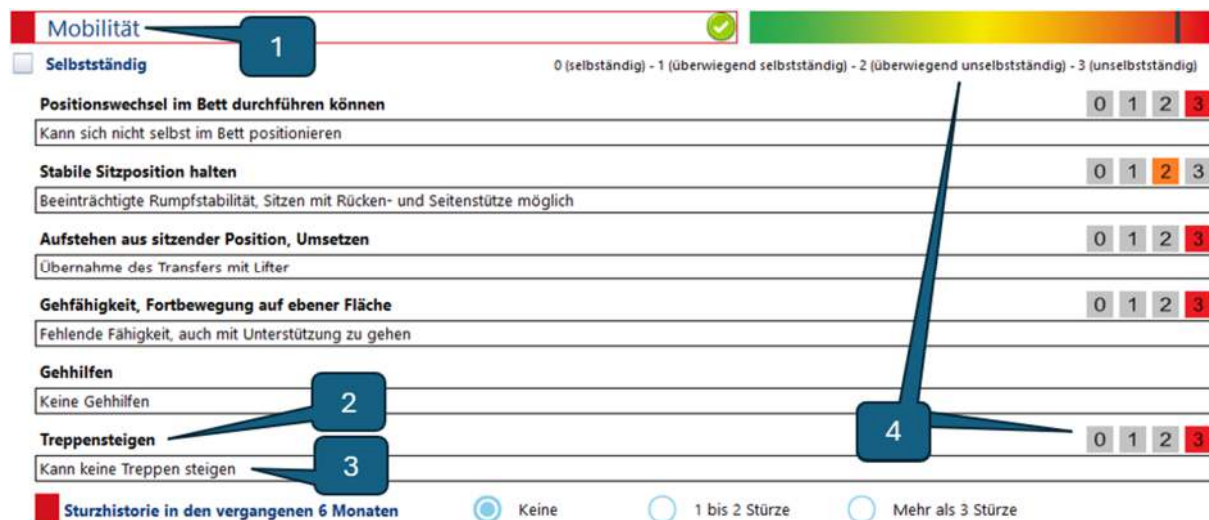 Mobilität
1
Selbstständig 0 (selbständig) - 1 (überwiegend selbstständig) - 2 (überwiegend unselbstständig) - 3 (unselbstständig)
Positionswechsel im Bett durchführen können 0 1 2 3
Kann sich nicht selbst im Bett positionieren
Stabile Sitzposition halten 0 1 2 3
Beeinträchtigte Rumpfstabilität, Sitzen mit Rücken- und Seitenstütze möglich
Aufstehen aus sitzender Position, Umsetzen 0 1 2 3
Übernahme des Transfers mit Lifter
Gehfähigkeit, Fortbewegung auf ebener Fläche 0 1 2 3
Fehlende Fähigkeit, auch mit Unterstützung zu gehen
Gehhilfen
Keine Gehhilfen
2
4
Treppensteigen 0 1 2 3
Kann keine Treppen steigen 3
Sturzhistorie in den vergangenen 6 Monaten Keine 1 bis 2 Stürze Mehr als 3 Stürze